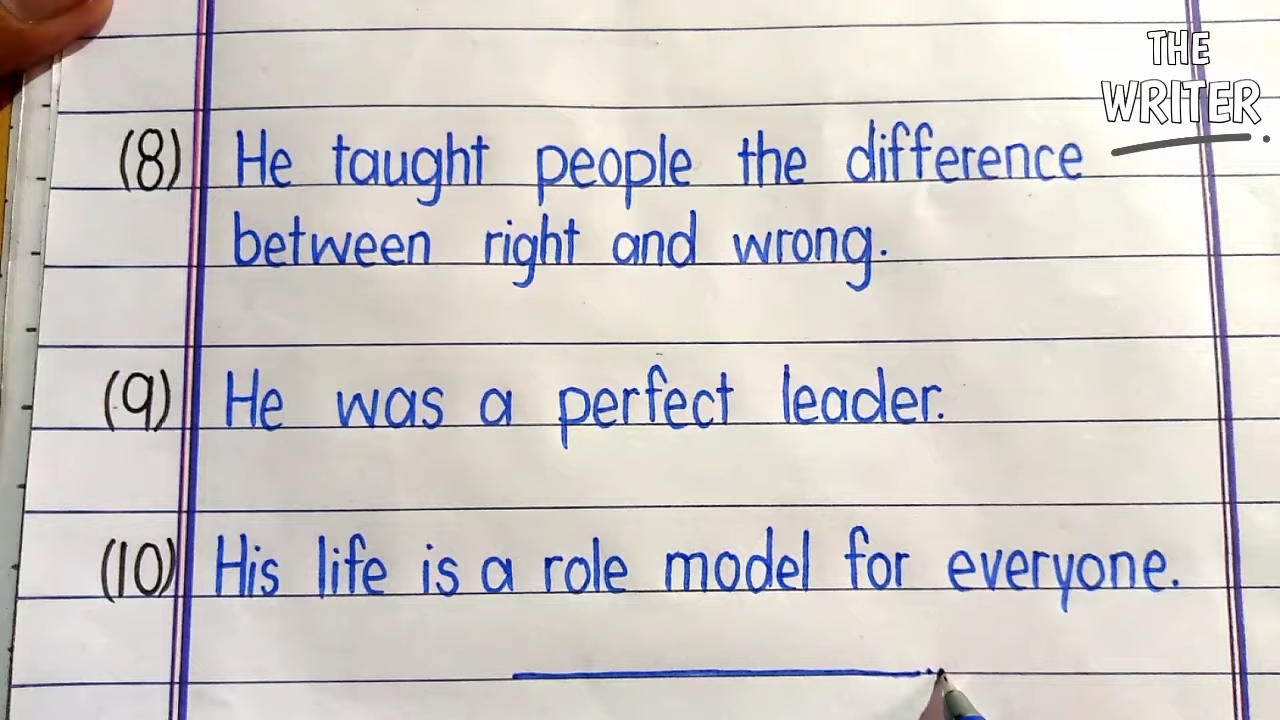 THE
WRITER.
(8) He taught people the difference
between right and wrong.
(9) He was a perfect leader.
(10) His life is a role model for everyone.